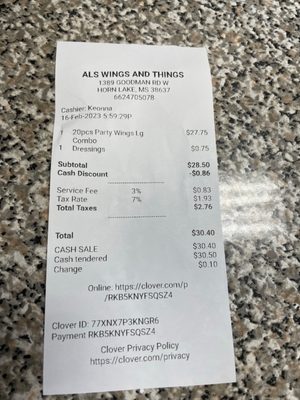 ALS WINGS AND THINGS
1389 GOODMAN RD W
HORN LAKE, MS 38637
6624705078
Cashier: Keonna
16-Feb-2023 5:59:29P
1 20pcs Party Wings Lg $27.75
Combo
1 Dressings $0.75
Subtotal $28.50
Cash Discount -$0.86
Service Fee 3% $0.83
Tax Rate 7% $1.93
Total Taxes $2.76
Total $30.40
CASH SALE $30.40
Cash tendered $30.50
Change $0.10
Online: https://clover.com/p
/RKB5KNYFSQSZ4
Clover ID: 77XNX7P3KNGR6
Payment RKB5KNYFSQSZ4
Clover Privacy Policy
https://clover.com/privacy